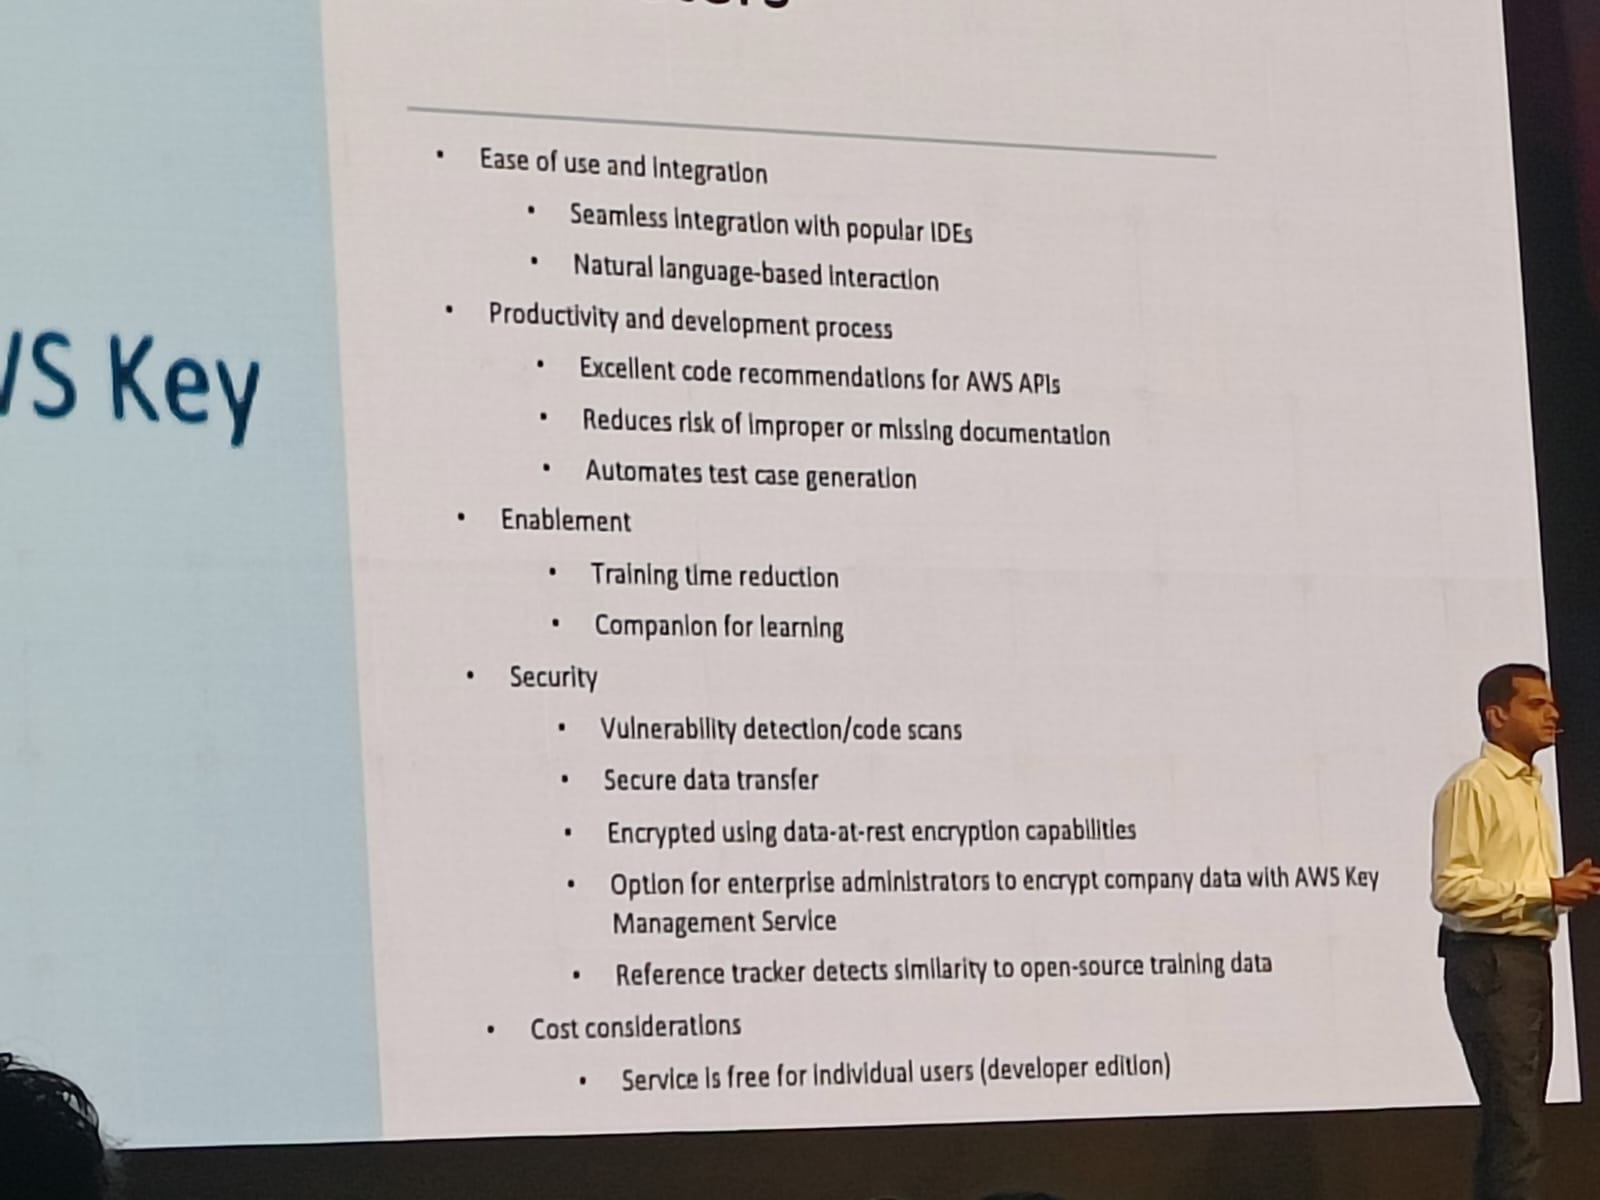 Key
• Ease of use and integration
• Seamless integration with popular IDEs
• Natural language-based interaction
• Productivity and development process
• Excellent code recommendations for AWS APIs
• Reduces risk of improper or missing documentation
• Automates test case generation
• Enablement
• Training time reduction
• Companion for learning
• Security
• Vulnerability detection/code scans
• Secure data transfer
• Encrypted using data-at-rest encryption capabilities
• Option for enterprise administrators to encrypt company data with AWS Key
Management Service
• Reference tracker detects similarity to open-source training data
• Cost considerations
• Service is free for individual users (developer edition)